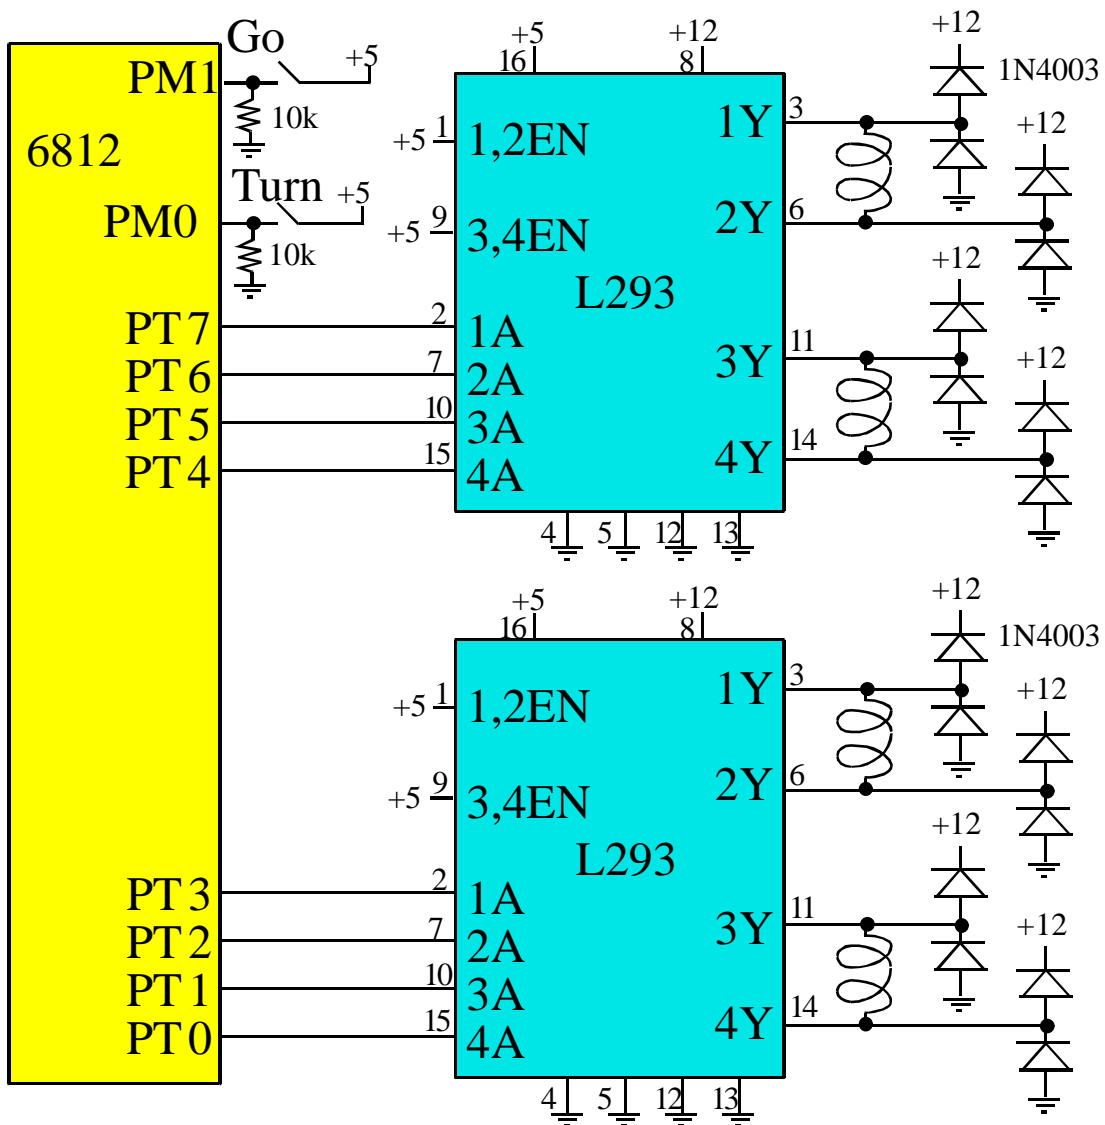 Go
PM1
+5
10k
6812
Turn
PM0
+5
10k
PT7
PT6
PT5
PT4
PT3
PT2
PT1
PT0
+5
16
+12
8
+5 1 1,2EN
+5 9 3,4EN
L293
2 1A
7 2A
10 3A
15 4A
1Y 3
2Y 6
3Y 11
4Y 14
4
5
12
13
+12
1N4003
+12
+12
+12
+5
16
+12
8
+5 1 1,2EN
+5 9 3,4EN
L293
2 1A
7 2A
10 3A
15 4A
1Y 3
2Y 6
3Y 11
4Y 14
4
5
12
13
+12
1N4003
+12
+12
+12